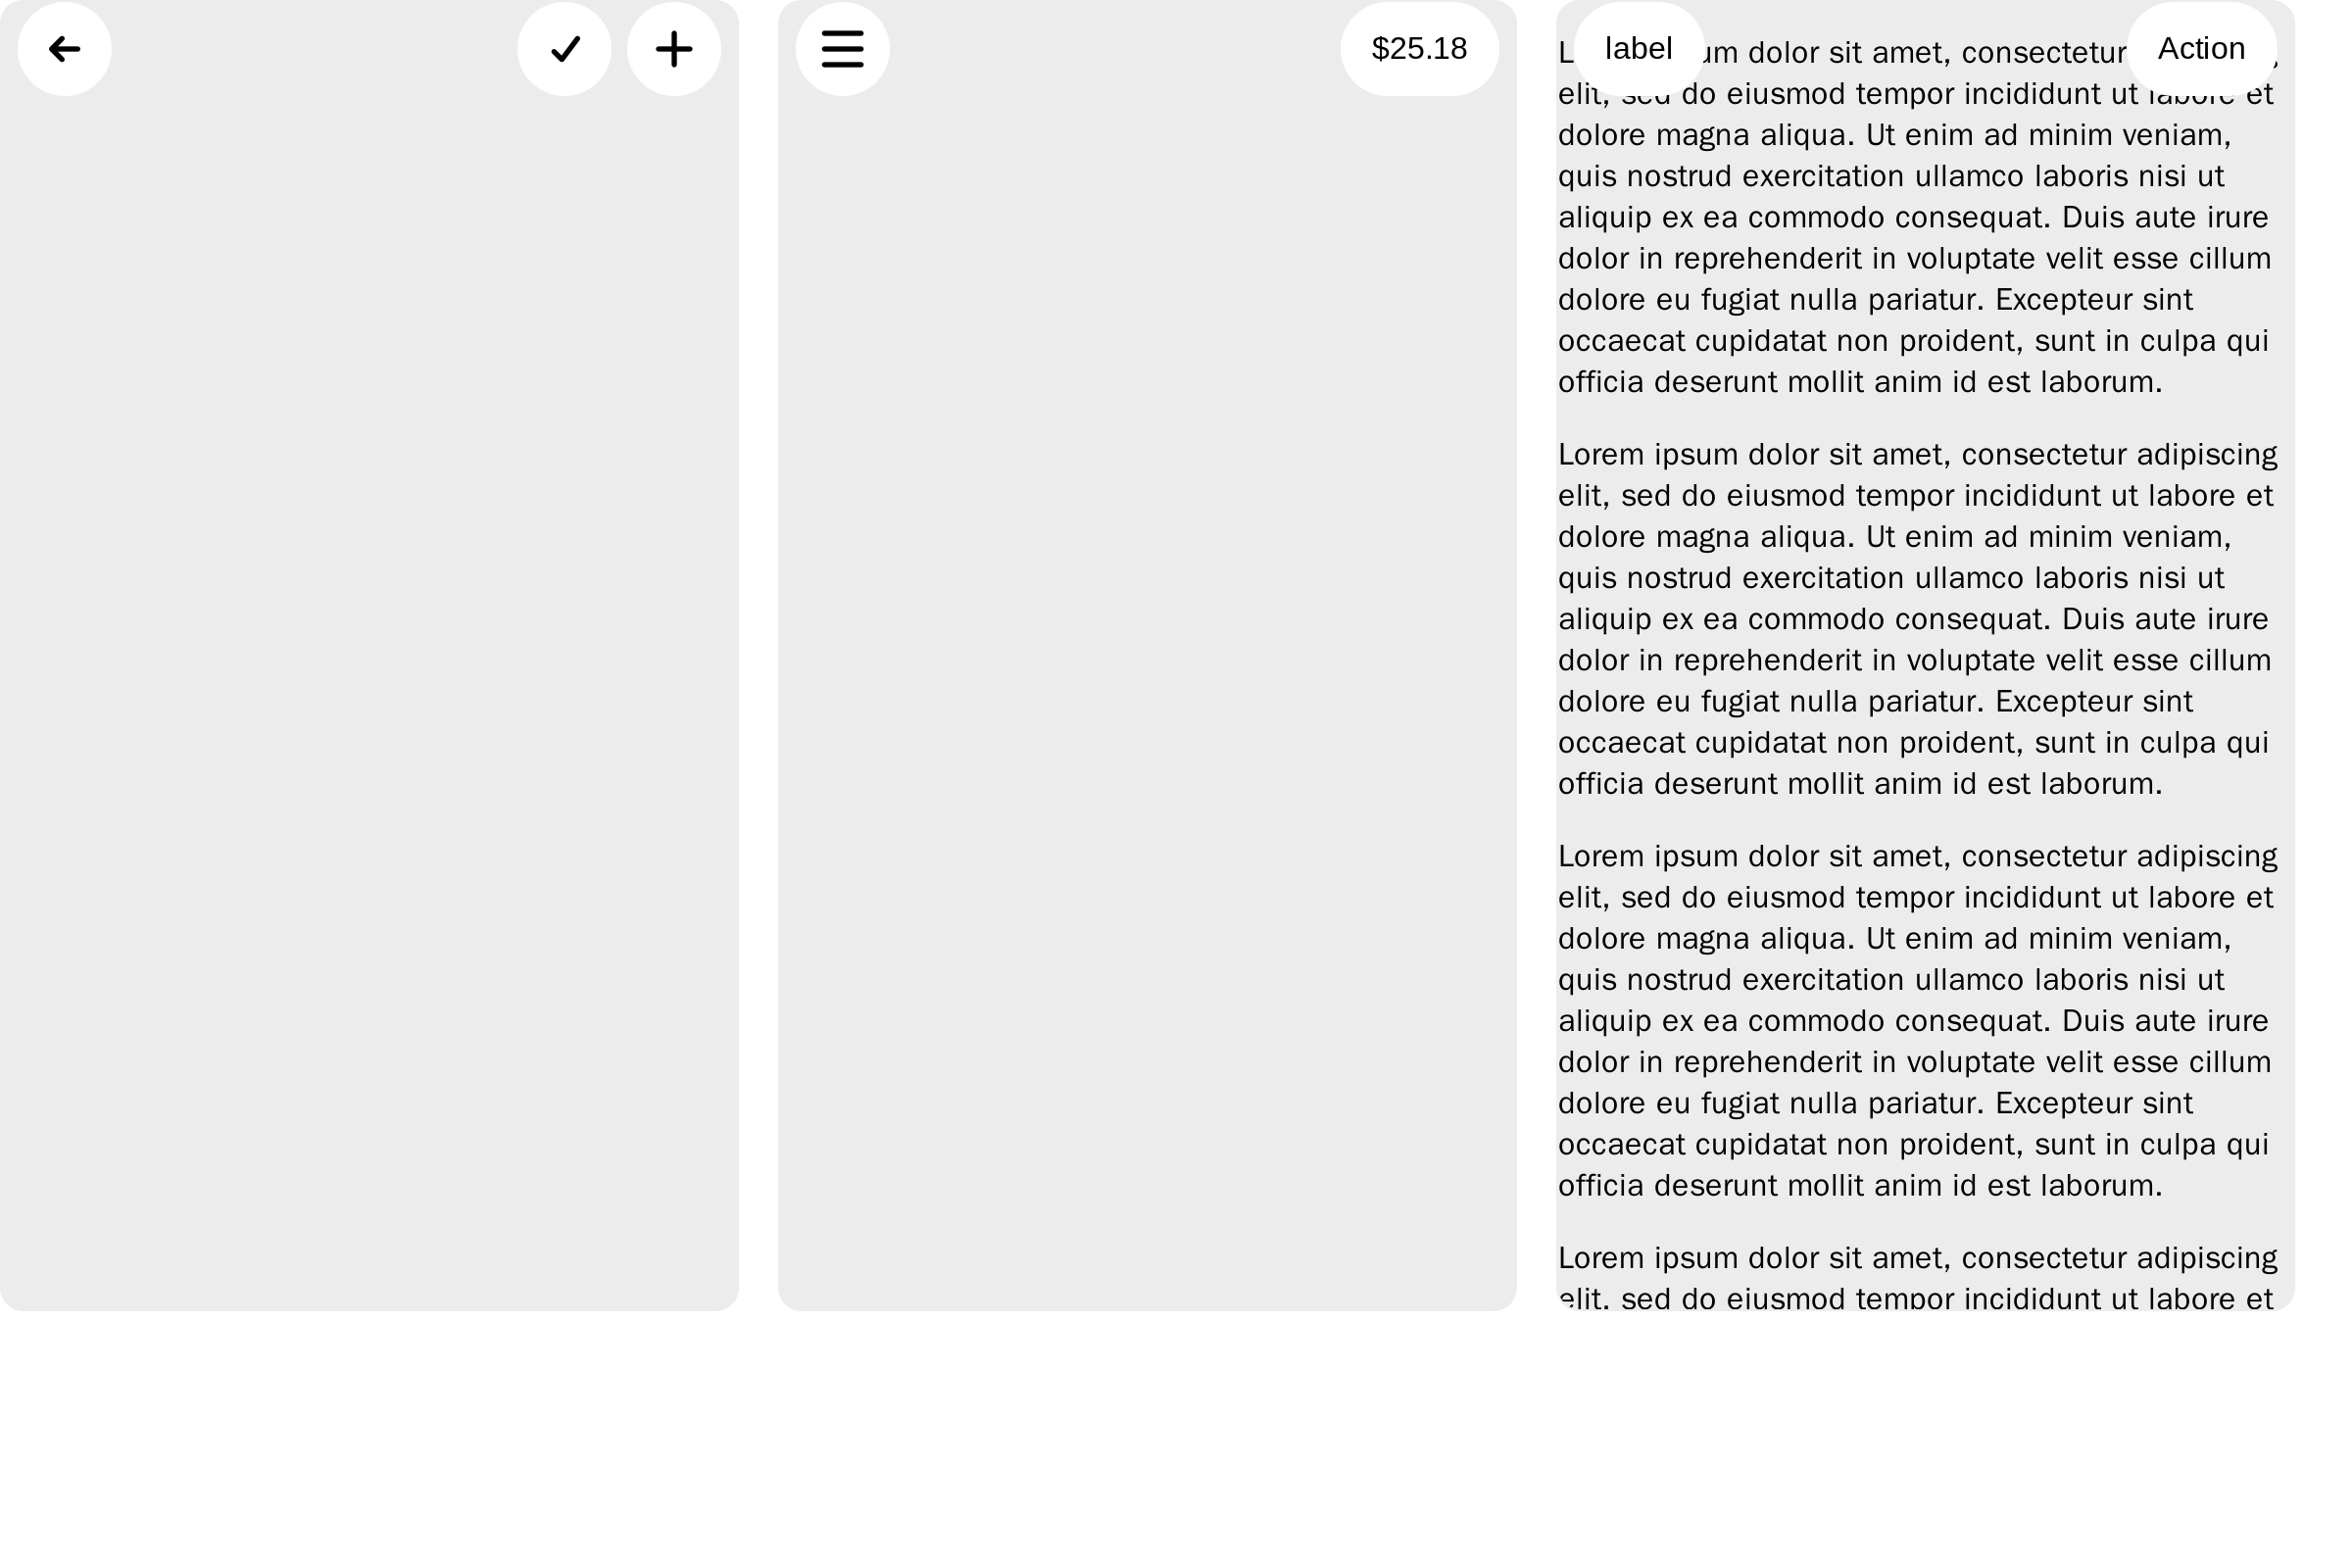 $25.18
label
Action
um dolor sit amet, consectetur
elit, sed do eiusmod tempor incididunt ut labore et
dolore magna aliqua. Ut enim ad minim veniam,
quis nostrud exercitation ullamco laboris nisi ut
aliquip ex ea commodo consequat. Duis aute irure
dolor in reprehenderit in voluptate velit esse cillum
dolore eu fugiat nulla pariatur. Excepteur sint
occaecat cupidatat non proident, sunt in culpa qui
officia deserunt mollit anim id est laborum.
Lorem ipsum dolor sit amet, consectetur adipiscing
elit, sed do eiusmod tempor incididunt ut labore et
dolore magna aliqua. Ut enim ad minim veniam,
quis nostrud exercitation ullamco laboris nisi ut
aliquip ex ea commodo consequat. Duis aute irure
dolor in reprehenderit in voluptate velit esse cillum
dolore eu fugiat nulla pariatur. Excepteur sint
occaecat cupidatat non proident, sunt in culpa qui
officia deserunt mollit anim id est laborum.
Lorem ipsum dolor sit amet, consectetur adipiscing
elit, sed do eiusmod tempor incididunt ut labore et
dolore magna aliqua. Ut enim ad minim veniam,
quis nostrud exercitation ullamco laboris nisi ut
aliquip ex ea commodo consequat. Duis aute irure
dolor in reprehenderit in voluptate velit esse cillum
dolore eu fugiat nulla pariatur. Excepteur sint
occaecat cupidatat non proident, sunt in culpa qui
officia deserunt mollit anim id est laborum.
Lorem ipsum dolor sit amet, consectetur adipiscing
elit, sed do eiusmod tempor incididunt ut labore et